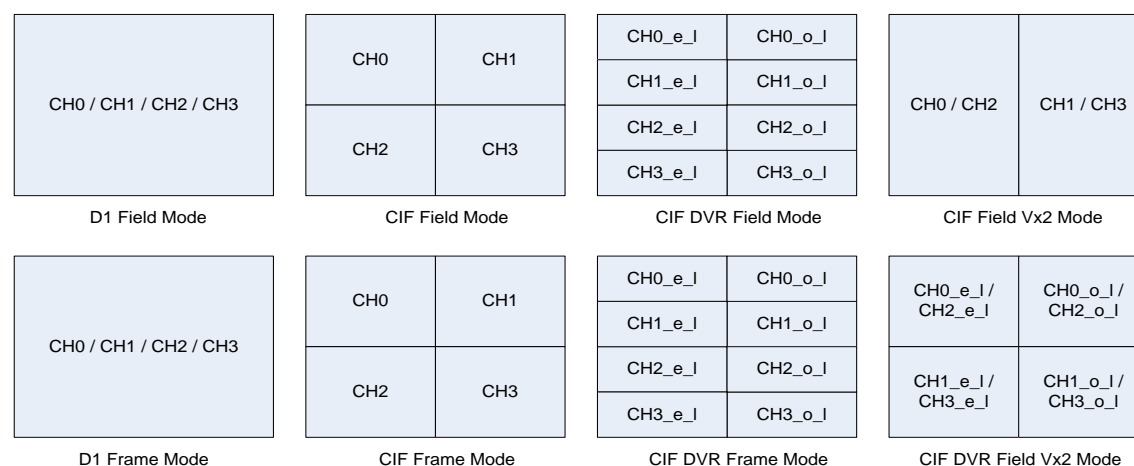 CH0 / CH1 / CH2 / CH3
D1 Field Mode
CH0 CH1
CH2 CH3
CIF Field Mode
CH0_e_l CH0_o_l
CH1_e_l CH1_o_l
CH2_e_l CH2_o_l
CH3_e_l CH3_o_l
CIF DVR Field Mode
CH0 / CH2 CH1 / CH3
CIF Field Vx2 Mode
CH0 / CH1 / CH2 / CH3
D1 Frame Mode
CH0 CH1
CH2 CH3
CIF Frame Mode
CH0_e_l CH0_o_l
CH1_e_l CH1_o_l
CH2_e_l CH2_o_l
CH3_e_l CH3_o_l
CIF DVR Frame Mode
CH0_e_l /
CH2_e_l
CH0_o_l /
CH2_o_l
CH1_e_l /
CH3_e_l
CH1_o_l /
CH3_o_l
CIF DVR Field Vx2 Mode